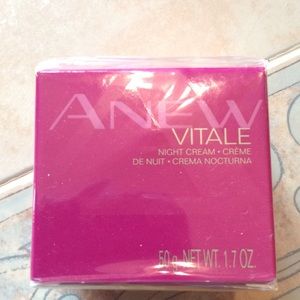 ANEW
VITALE
NIGHT CREAM • CRÈME
DE NUIT • CREMA NOCTURNA
50 g NET WT. 1.7 OZ.